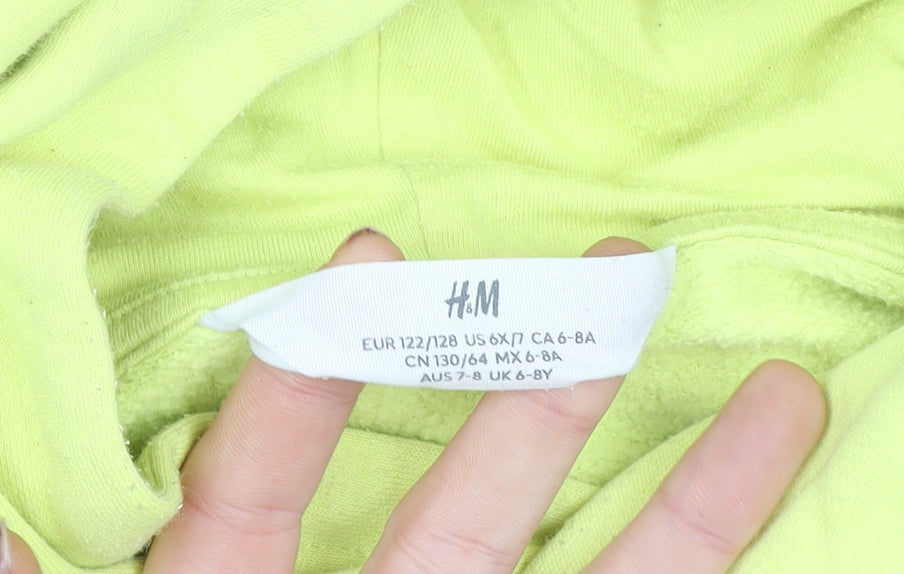 H&M
EUR 122/128 US 6X/7 CA 6-8A
CN 130/64 MX 6-8A
AUS 7-8 UK 6-8Y